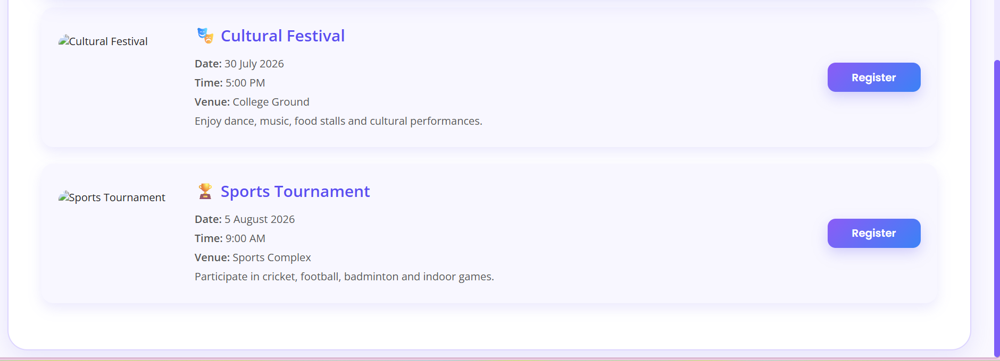 Cultural Festival
🎭 Cultural Festival
Date: 30 July 2026
Time: 5:00 PM
Venue: College Ground
Enjoy dance, music, food stalls and cultural performances.
Register
Sports Tournament
🏆 Sports Tournament
Date: 5 August 2026
Time: 9:00 AM
Venue: Sports Complex
Participate in cricket, football, badminton and indoor games.
Register